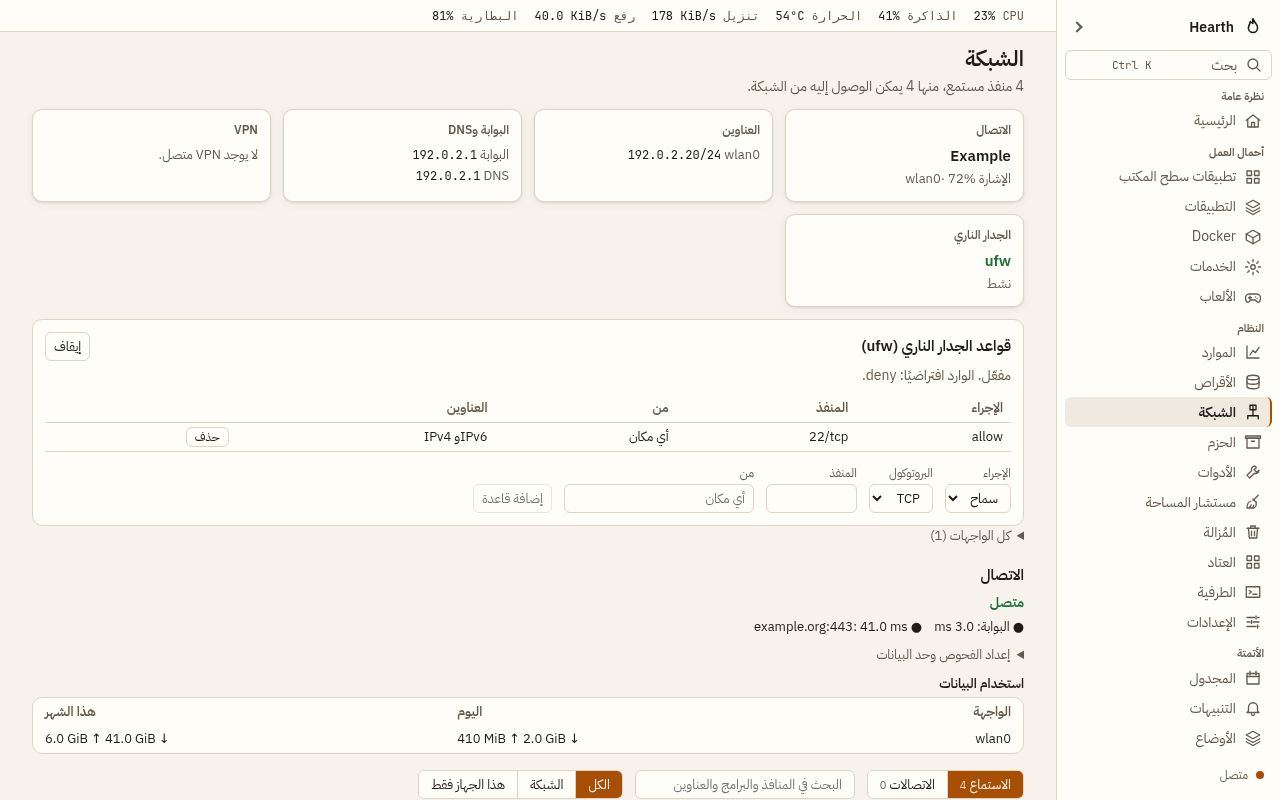 CPU 23% الذاكرة 41% الحرارة 54°C تنزيل 178 KiB/s رفع 40.0 KiB/s البطارية 81%
Hearth
بحث Ctrl K
نظرة عامة
الرئيسية
أحمال العمل
تطبيقات سطح المكتب
التطبيقات
Docker
الخدمات
الألعاب
النظام
الموارد
الأقراص
الشبكة
الحزم
الأدوات
مستشار المساحة
المُزالة
العتاد
الطرفية
الإعدادات
الأتمتة
المجدول
التنبيهات
الأوضاع
متصل
الشبكة
4 منفذ مستمع، منها 4 يمكن الوصول إليه من الشبكة.
الاتصال
Example
الإشارة 72% · wlan0
العناوين
wlan0 192.0.2.20/24
البوابة وDNS
البوابة 192.0.2.1
DNS 192.0.2.1
VPN
لا يوجد VPN متصل.
الجدار الناري
ufw
نشط
قواعد الجدار الناري (ufw) إيقاف
مفعّل. الوارد افتراضيًا: deny.
الإجراء المنفذ من العناوين
allow 22/tcp أي مكان IPv4 وIPv6 حذف
الإجراء البروتوكول المنفذ من
سماح TCP أي مكان إضافة قاعدة
كل الواجهات (1)
الاتصال
متصل
● البوابة: 3.0 ms ● example.org:443: 41.0 ms
إعداد الفحوص وحد البيانات
استخدام البيانات
الواجهة اليوم هذا الشهر
wlan0 ↓ 2.0 GiB ↑ 410 MiB ↓ 41.0 GiB ↑ 6.0 GiB
الاستماع 4 الاتصالات 0 البحث في المنافذ والبرامج والعناوين الكل الشبكة هذا الجهاز فقط